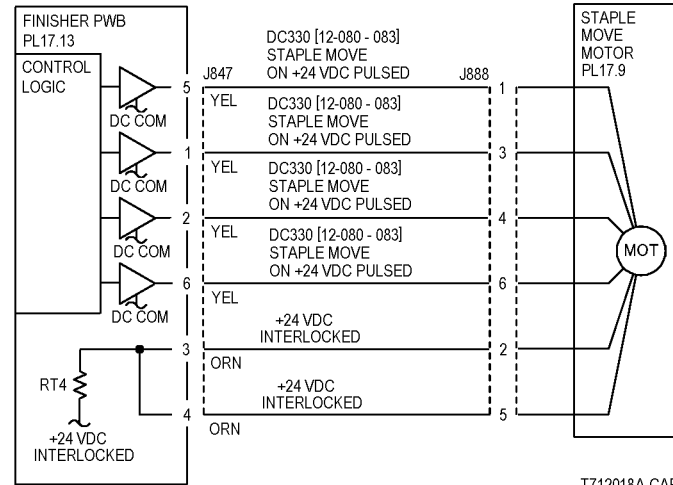 FINISHER PWB
PL17.13
CONTROL
LOGIC
DC COM
DC COM
DC COM
DC COM
RT4
+24 VDC
INTERLOCKED
J847
J888
5
YEL
DC330 [12-080 - 083]
STAPLE MOVE
ON +24 VDC PULSED
1
1
YEL
DC330 [12-080 - 083]
STAPLE MOVE
ON +24 VDC PULSED
3
2
YEL
DC330 [12-080 - 083]
STAPLE MOVE
ON +24 VDC PULSED
4
6
YEL
DC330 [12-080 - 083]
STAPLE MOVE
ON +24 VDC PULSED
6
3
ORN
+24 VDC
INTERLOCKED
2
4
ORN
+24 VDC
INTERLOCKED
5
STAPLE
MOVE
MOTOR
PL17.9
MOT